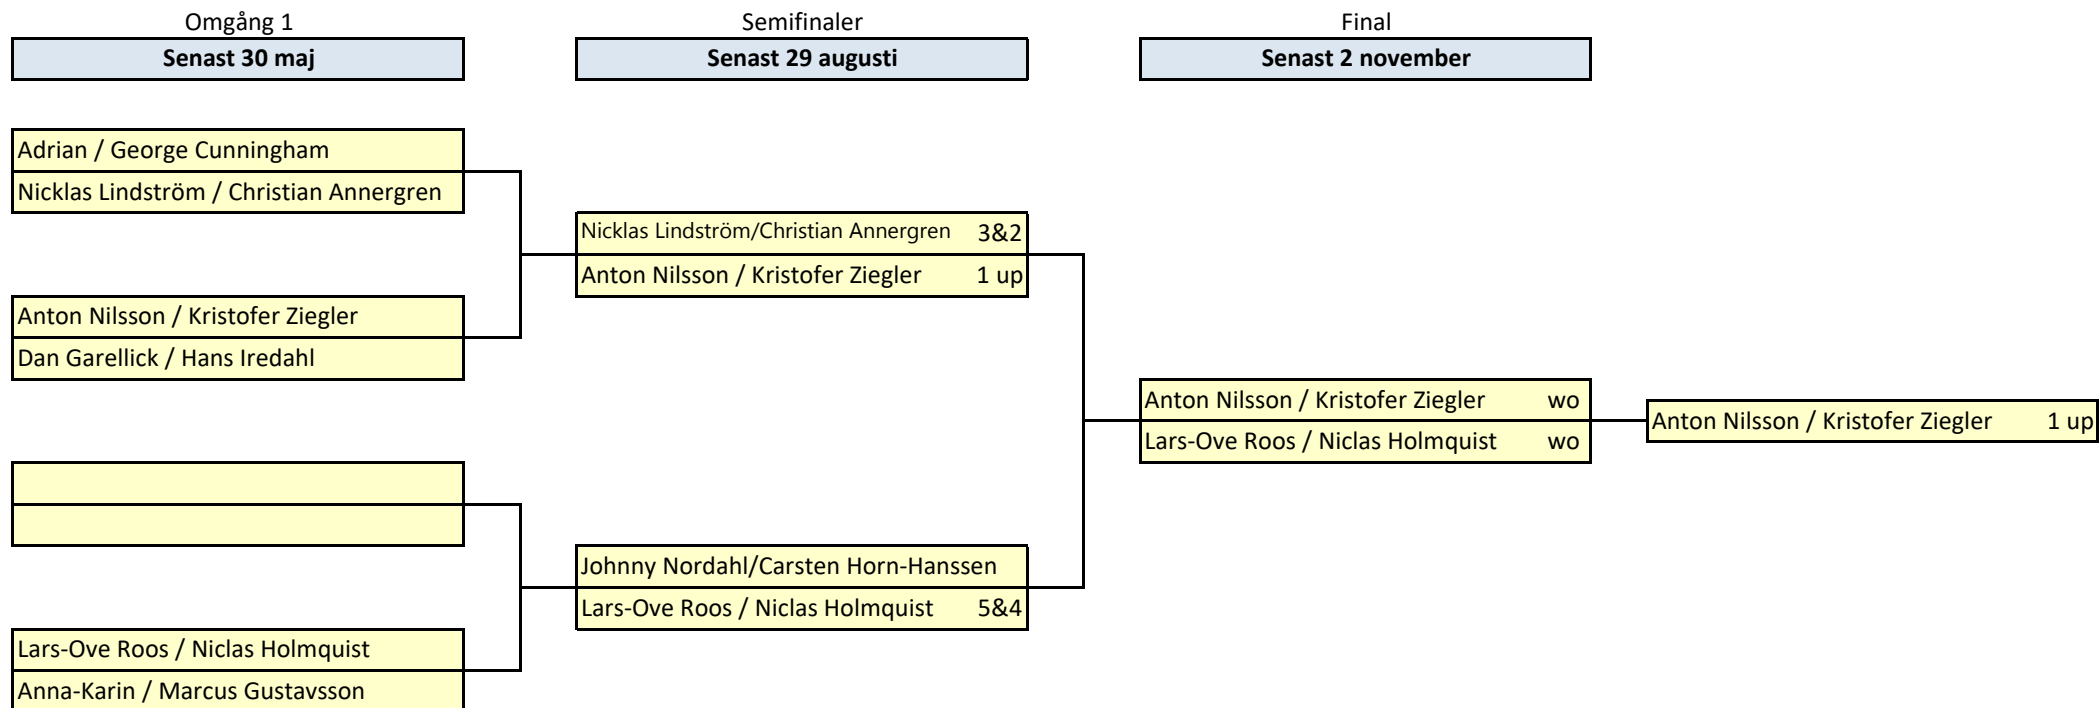 Omgång 1
Senast 30 maj
Semifinaler
Senast 29 augusti
Final
Senast 2 november
Adrian / George Cunningham
Nicklas Lindström / Christian Annergren
Anton Nilsson / Kristofer Ziegler
Dan Garellick / Hans Iredahl
Lars-Ove Roos / Niclas Holmquist
Anna-Karin / Marcus Gustavsson
Nicklas Lindström/Christian Annergren 3&2
Anton Nilsson / Kristofer Ziegler 1 up
Johnny Nordahl/Carsten Horn-Hanssen
Lars-Ove Roos / Niclas Holmquist 5&4
Anton Nilsson / Kristofer Ziegler wo
Lars-Ove Roos / Niclas Holmquist wo
Anton Nilsson / Kristofer Ziegler 1 up